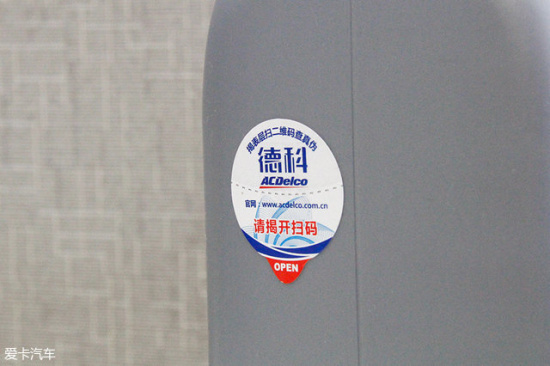 揭表层扫二维码查真伪
德科
ACDelco
官网：www.acdelco.com.cn
请揭开扫码
OPEN
爱卡汽车